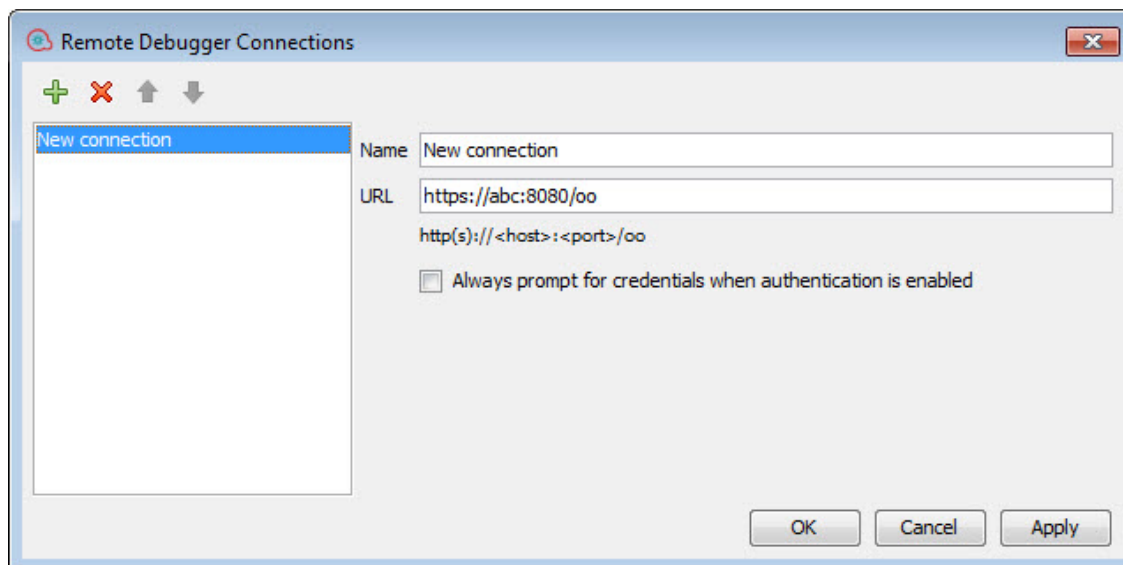 Remote Debugger Connections
New connection
Name New connection
URL https://abc:8080/oo
http(s)://<host>:<port>/oo
Always prompt for credentials when authentication is enabled
OK Cancel Apply